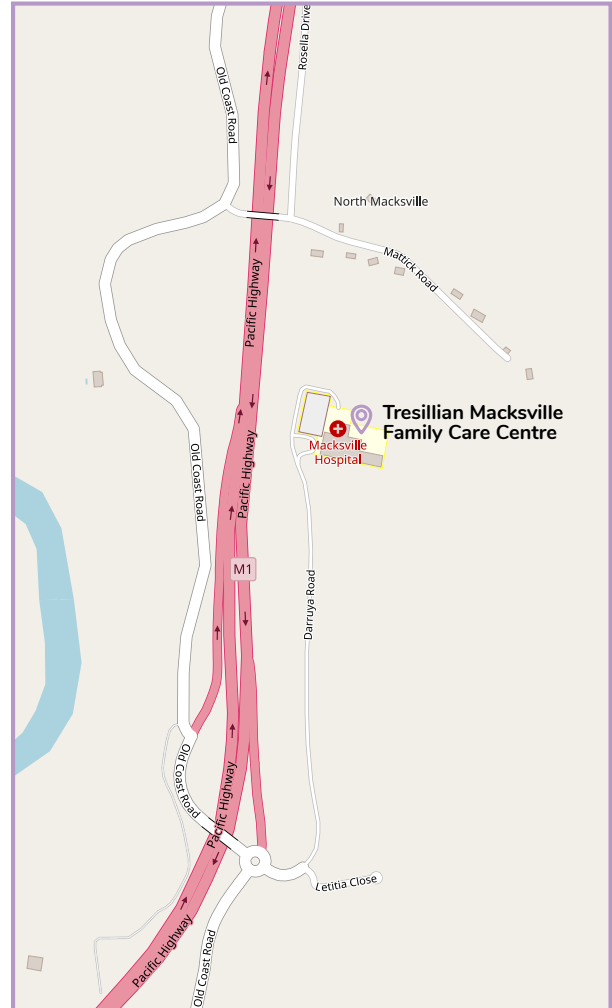 Rosella Drive
Old Coast Road
North Macksville
Mattick Road
Pacific Highway
Tresillian Macksville
Family Care Centre
Macksville
Hospital
Pacific Highway
Old Coast Road
M1
Darruya Road
Old Coast Road
Pacific Highway
Letitia Close
Pacific Highway
Old Coast Road